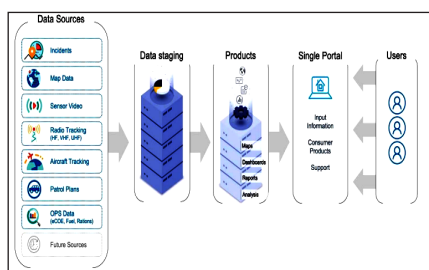 Data Sources
Incidents
Map Data
Sensor Video
Radio Tracking
(HF, VHF, UHF)
Aircraft Tracking
Patrol Plans
OPS Data
(eCOE, Fuel, Rations)
Future Sources
Data staging
Products
Maps
Dashboards
Reports
Analysis
Single Portal
Input
Information
Consumer
Products
Support
Users